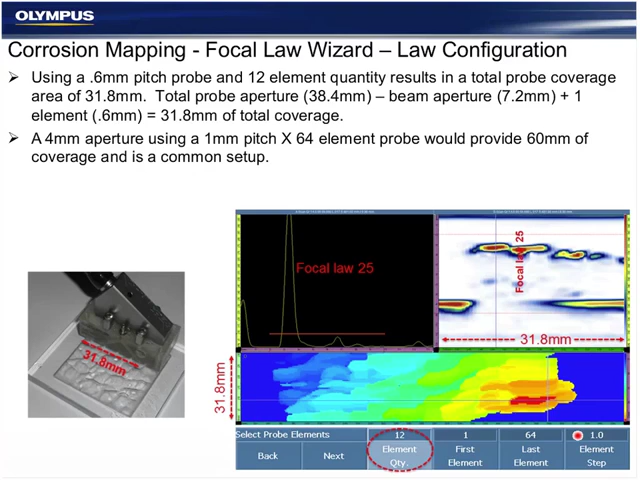 OLYMPUS
Corrosion Mapping - Focal Law Wizard – Law Configuration
Using a .6mm pitch probe and 12 element quantity results in a total probe coverage
area of 31.8mm. Total probe aperture (38.4mm) – beam aperture (7.2mm) + 1
element (.6mm) = 31.8mm of total coverage.
A 4mm aperture using a 1mm pitch X 64 element probe would provide 60mm of
coverage and is a common setup.
Focal law 25
Focal law 25
31.8mm
31.8mm
31.8mm
Select Probe Elements
12
1
64
1.0
Back
Next
Element
Qty.
First
Element
Last
Element
Element
Step